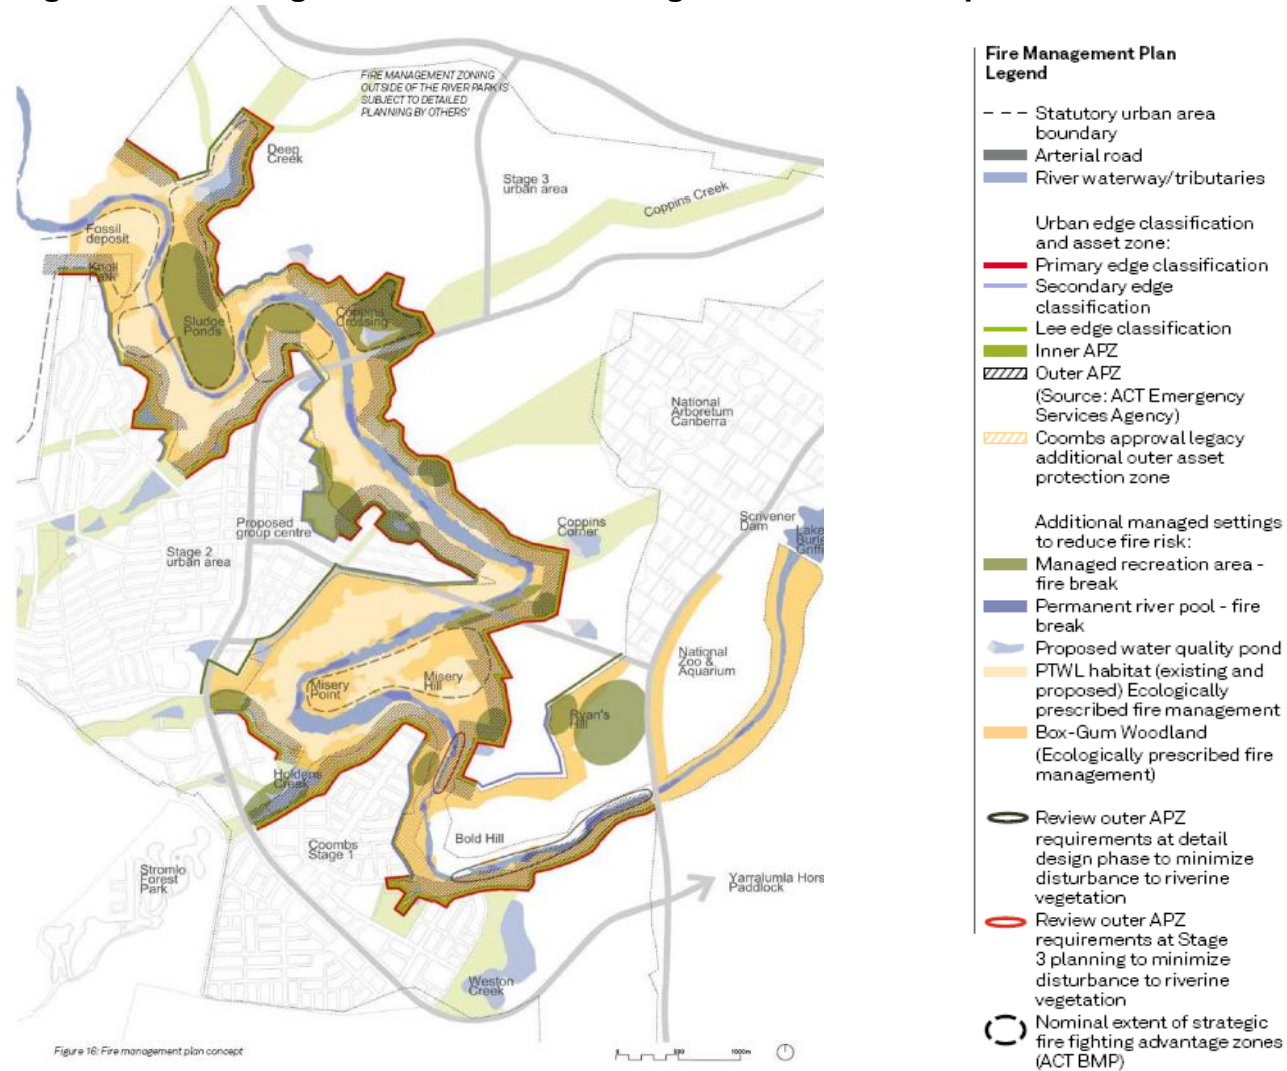 FIRE MANAGEMENT ZONING
OUTSIDE OF THE RIVER PARK IS
SUBJECT TO DETAILED
PLANNING BY OTHERS'
Deep
Creek
Stage 3
urban area
Coppins Creek
Fossil
deposit
Sludge
Ponds
Coppins
Crossing
National
Arboretum
Canberra
Proposed
group centre
Stage 2
urban area
Coppins
Corner
Scrivener
Dam
Lake
Misery
Point
Misery
Hill
National
Zoo &
Aquarium
Ryan's
Hill
Holdens
Creek
Coombs
Stage 1
Bold Hill
Stromlo
Forest
Park
Yarralumla Hors
Paddock
Weston
Creek
Figure 16: Fire management plan concept
1000m
Fire Management Plan
Legend
Statutory urban area
boundary
Arterial road
River waterway/tributaries
Urban edge classification
and asset zone:
Primary edge classification
Secondary edge
classification
Lee edge classification
Inner APZ
Outer APZ
(Source: ACT Emergency
Services Agency)
Coombs approval legacy
additional outer asset
protection zone
Additional managed settings
to reduce fire risk:
Managed recreation area -
fire break
Permanent river pool - fire
break
Proposed water quality pond
PTWL habitat (existing and
proposed) Ecologically
prescribed fire management
Box-Gum Woodland
(Ecologically prescribed fire
management)
Review outer APZ
requirements at detail
design phase to minimize
disturbance to riverine
vegetation
Review outer APZ
requirements at Stage
3 planning to minimize
disturbance to riverine
vegetation
Nominal extent of strategic
fire fighting advantage zones
(ACT BMP)